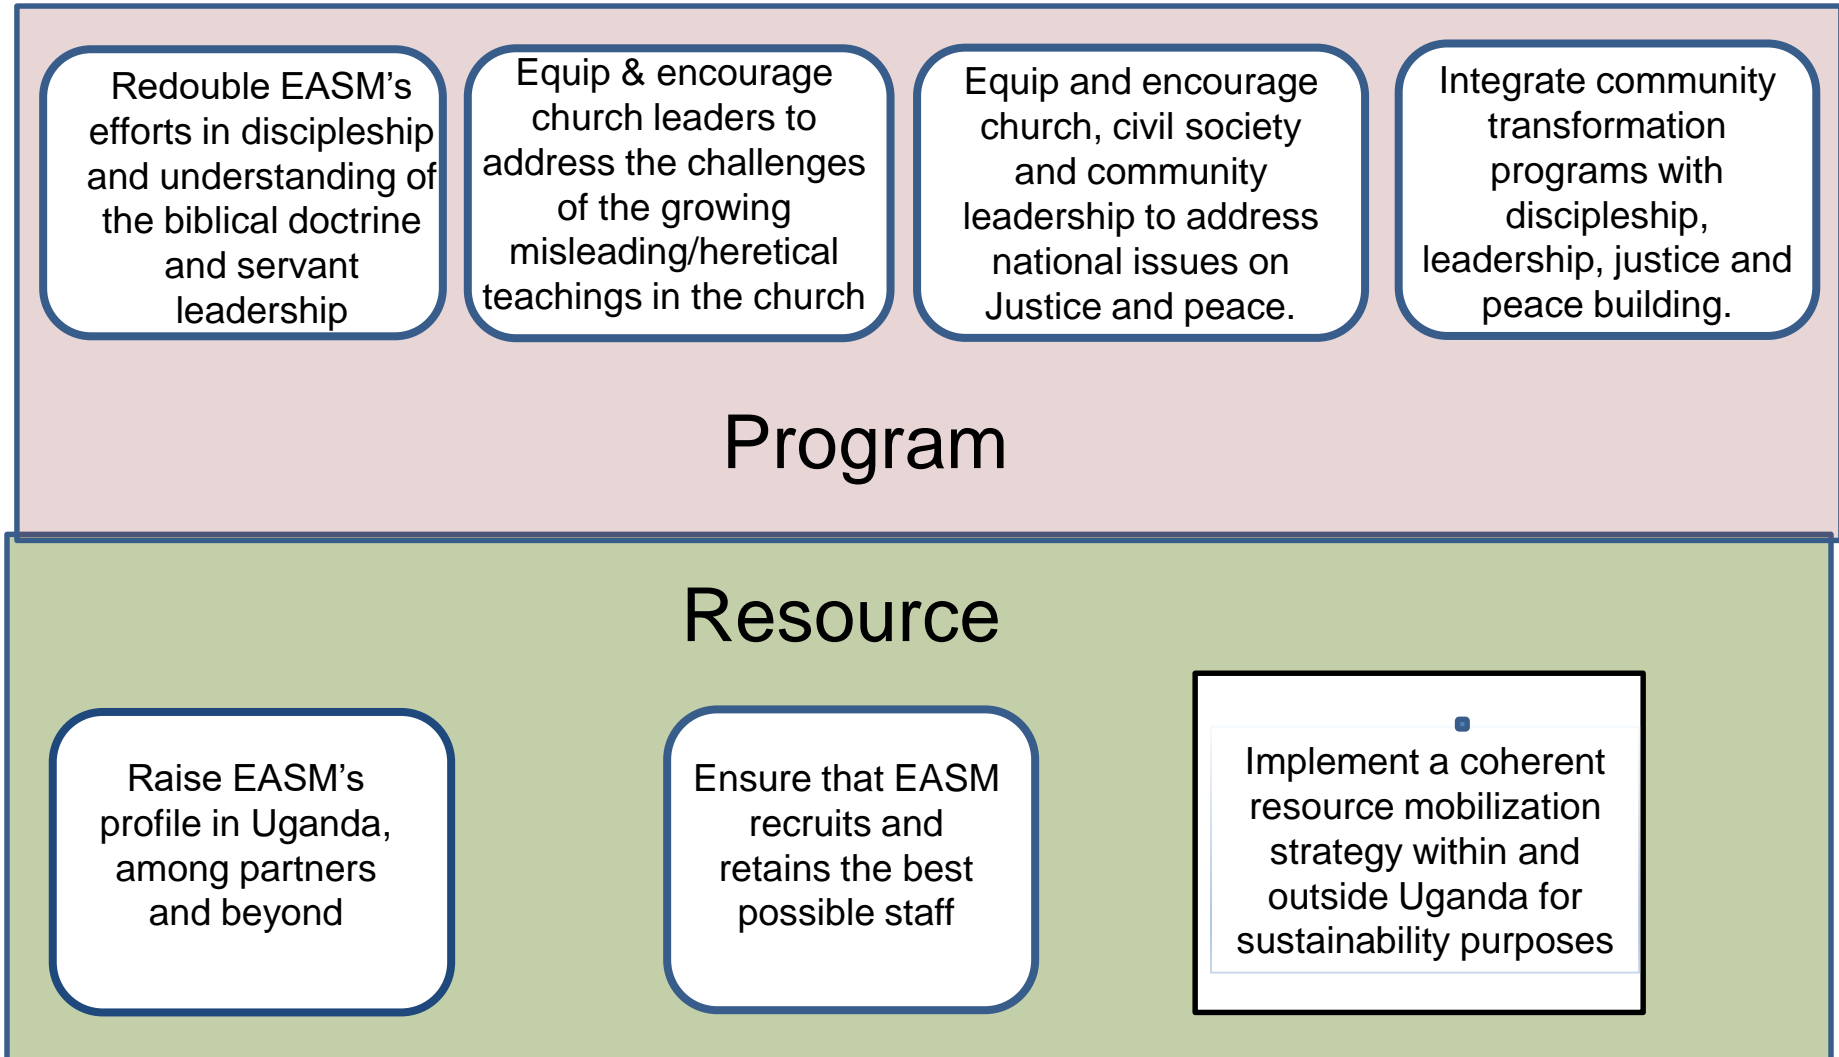 Redouble EASM’s
efforts in discipleship
and understanding of
the biblical doctrine
and servant
leadership
Equip & encourage
church leaders to
address the challenges
of the growing
misleading/heretical
teachings in the church
Equip and encourage
church, civil society
and community
leadership to address
national issues on
Justice and peace.
Integrate community
transformation
programs with
discipleship,
leadership, justice and
peace building.
Program
Resource
Raise EASM’s
profile in Uganda,
among partners
and beyond
Ensure that EASM
recruits and
retains the best
possible staff
Implement a coherent
resource mobilization
strategy within and
outside Uganda for
sustainability purposes